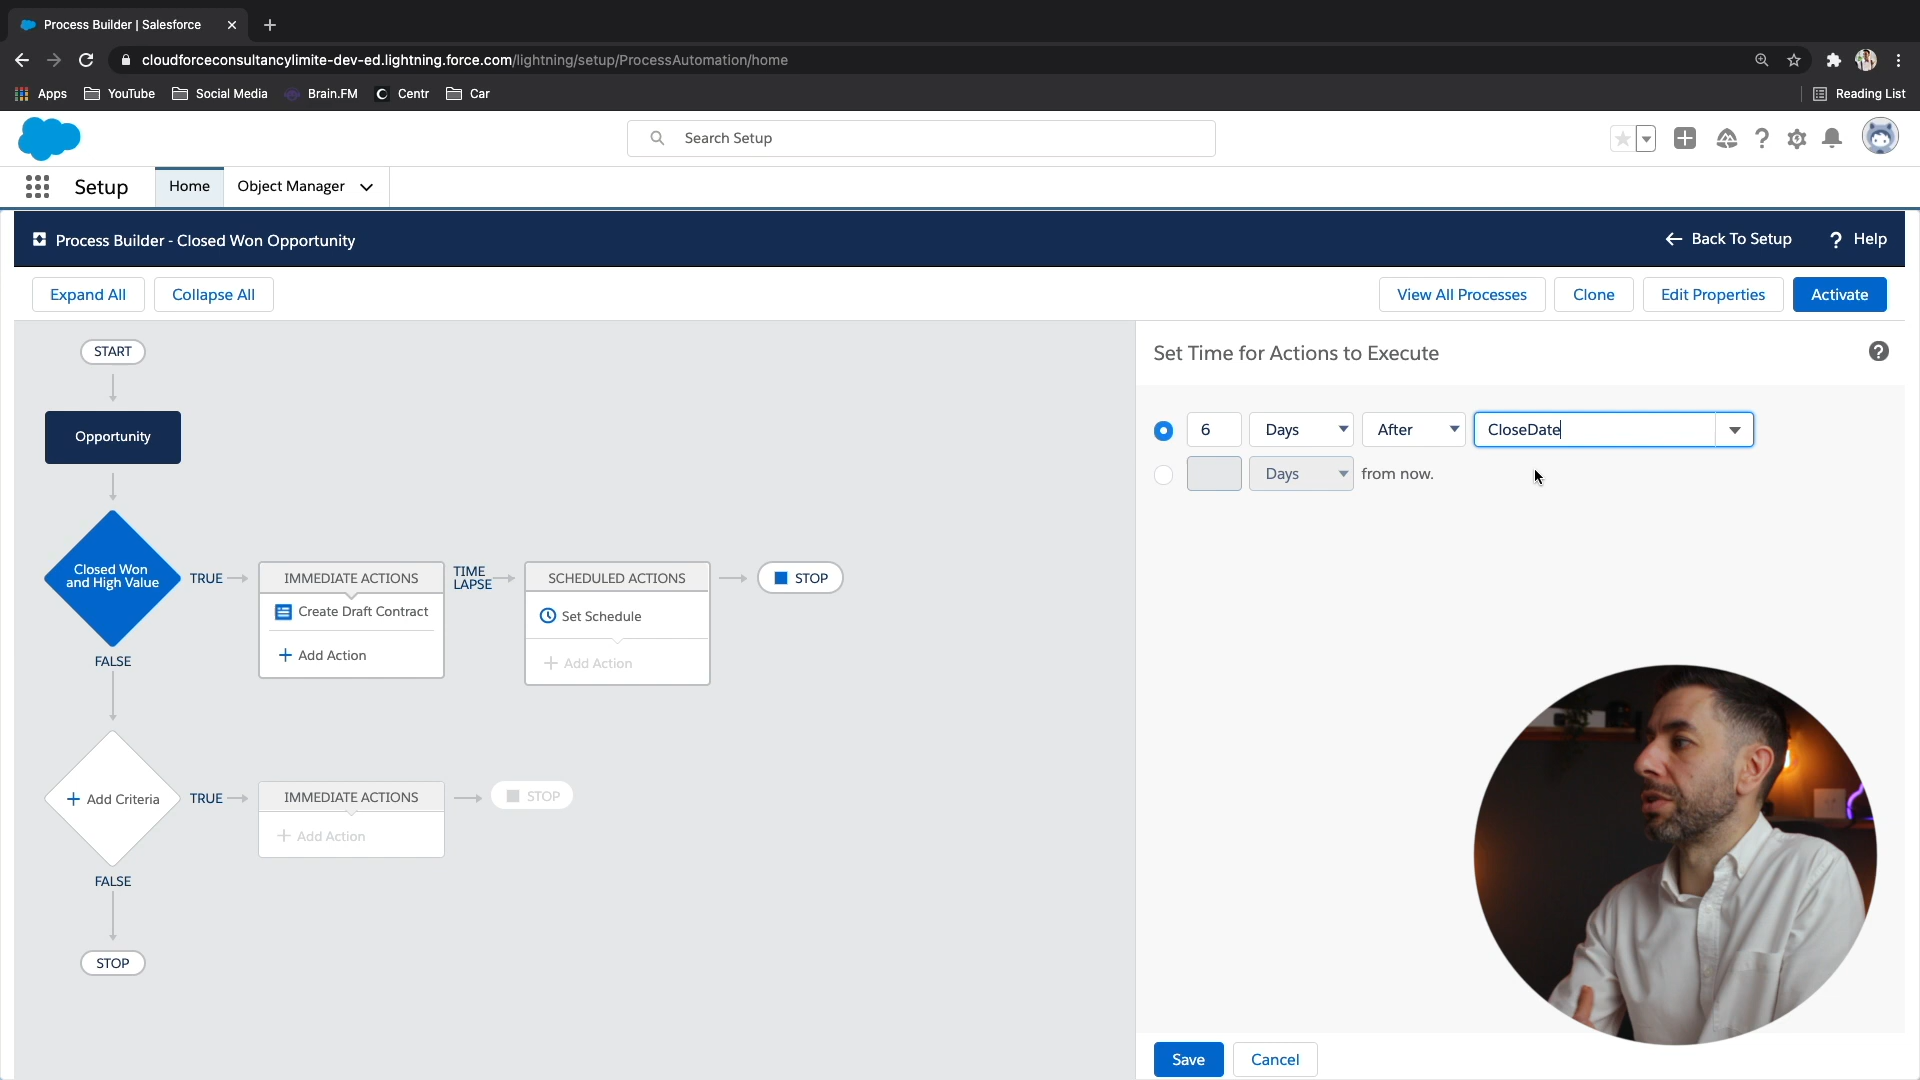 Process Builder | Salesforce
cloudforceconsultancylimite-dev-ed.lightning.force.com/lightning/setup/ProcessAutomation/home
Apps YouTube Social Media Brain.FM Centr Car Reading List
Search Setup
Setup Home Object Manager
Process Builder - Closed Won Opportunity Back To Setup ? Help
Expand All Collapse All View All Processes Clone Edit Properties Activate
START
Set Time for Actions to Execute
Opportunity
6 Days After CloseDate
Days from now.
Closed Won
and High Value
TRUE
IMMEDIATE ACTIONS
TIME
LAPSE
SCHEDULED ACTIONS
STOP
Create Draft Contract
Set Schedule
+ Add Action
+ Add Action
FALSE
+ Add Criteria
TRUE
IMMEDIATE ACTIONS
STOP
+ Add Action
FALSE
STOP
Save Cancel